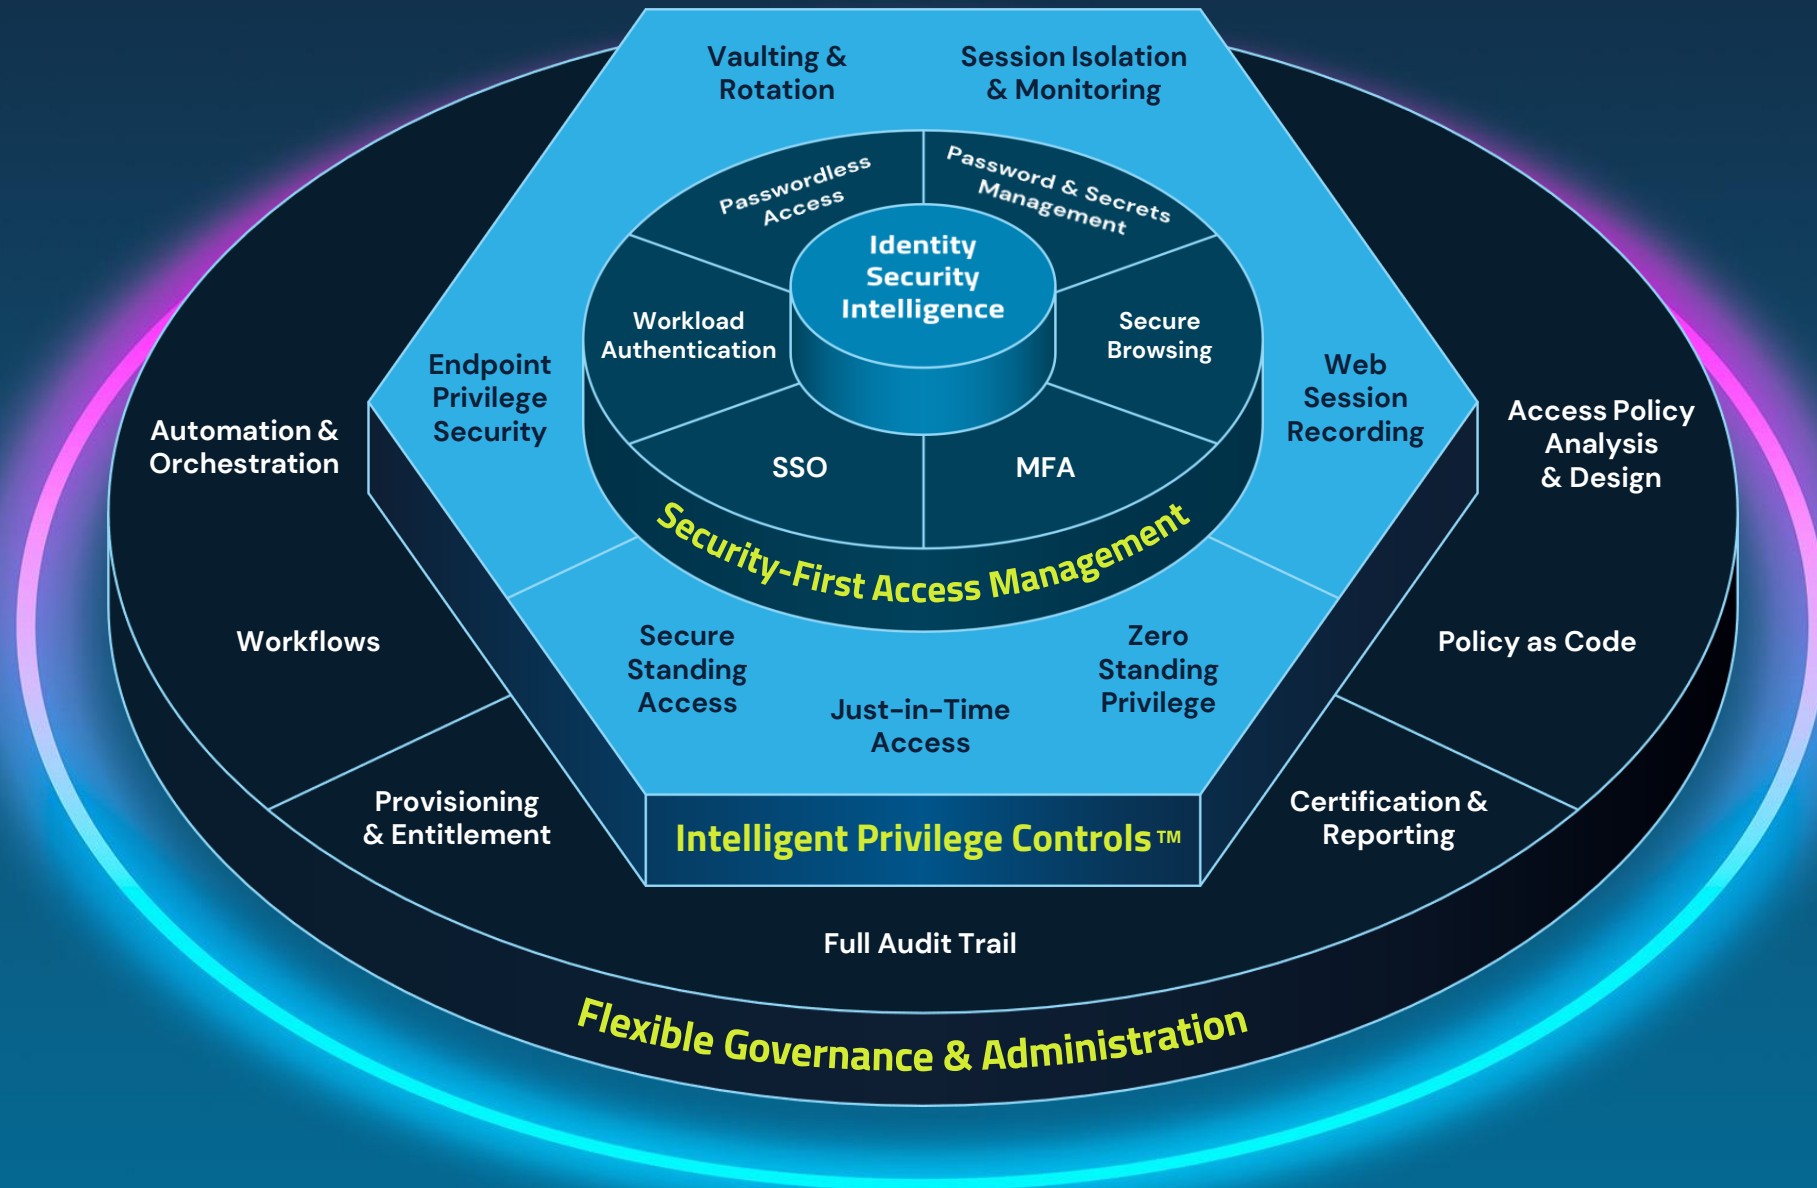 Vaulting &
Rotation
Session Isolation
& Monitoring
Passwordless
Access
Password & Secrets
Management
Identity
Security
Intelligence
Workload
Authentication
Secure
Browsing
Endpoint
Privilege
Security
Web
Session
Recording
Automation &
Orchestration
Access Policy
Analysis
& Design
SSO
MFA
Security-First Access Management
Workflows
Secure
Standing
Access
Just-in-Time
Access
Zero
Standing
Privilege
Policy as Code
Provisioning
& Entitlement
Intelligent Privilege Controls™
Certification &
Reporting
Full Audit Trail
Flexible Governance & Administration